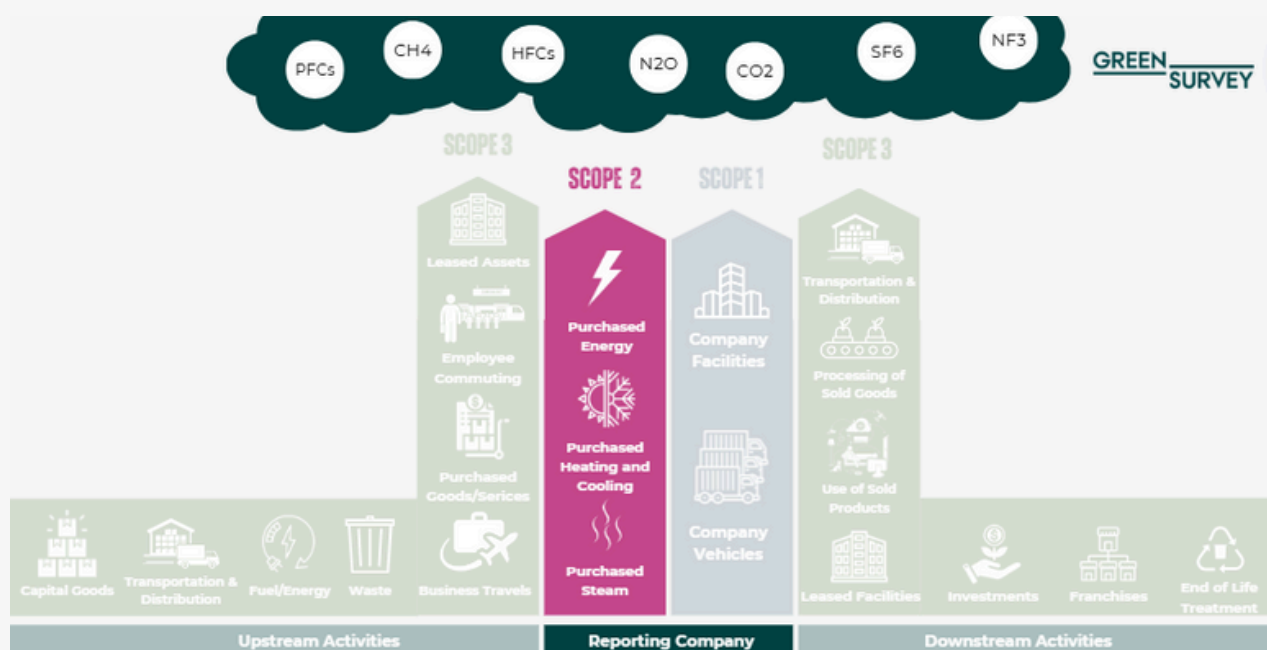 PFCs
CH4
HFCs
N2O
CO2
SF6
NF3
GREEN
SURVEY
SCOPE 3
SCOPE 2
SCOPE 1
SCOPE 3
Leased Assets
Employee
Commuting
Purchased
Goods/Serices
Business Travels
Purchased
Energy
Purchased
Heating and
Cooling
Purchased
Steam
Company
Facilities
Company
Vehicles
Transportation &
Distribution
Processing of
Sold Goods
Use of Sold
Products
Leased Facilities
Capital Goods
Transportation &
Distribution
Fuel/Energy
Waste
Investments
Franchises
End of Life
Treatment
Upstream Activities
Reporting Company
Downstream Activities